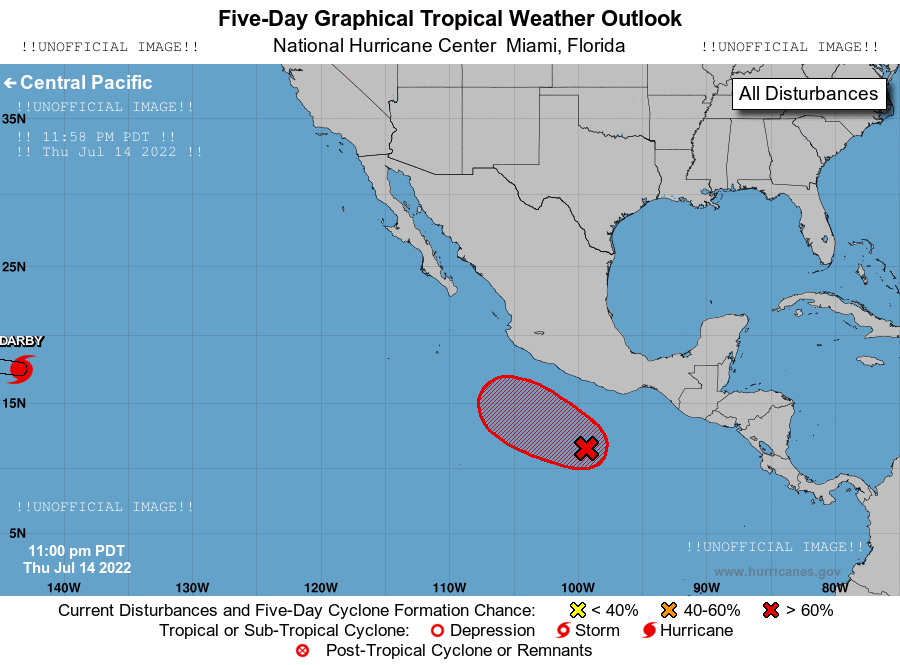 Five-Day Graphical Tropical Weather Outlook
!!UNOFFICIAL IMAGE!! National Hurricane Center Miami, Florida !!UNOFFICIAL IMAGE!!
← Central Pacific
All Disturbances
!!UNOFFICIAL IMAGE!!
35N
!! 11:58 PM PDT !!
!! Thu Jul 14 2022 !!
25N
DARBY
15N
!!UNOFFICIAL IMAGE!!
5N
!!UNOFFICIAL IMAGE!!
11:00 pm PDT
Thu Jul 14 2022
www.hurricanes.gov
140W 130W 120W 110W 100W 90W 80W
Current Disturbances and Five-Day Cyclone Formation Chance: < 40% 40-60% > 60%
Tropical or Sub-Tropical Cyclone: Depression Storm Hurricane
Post-Tropical Cyclone or Remnants